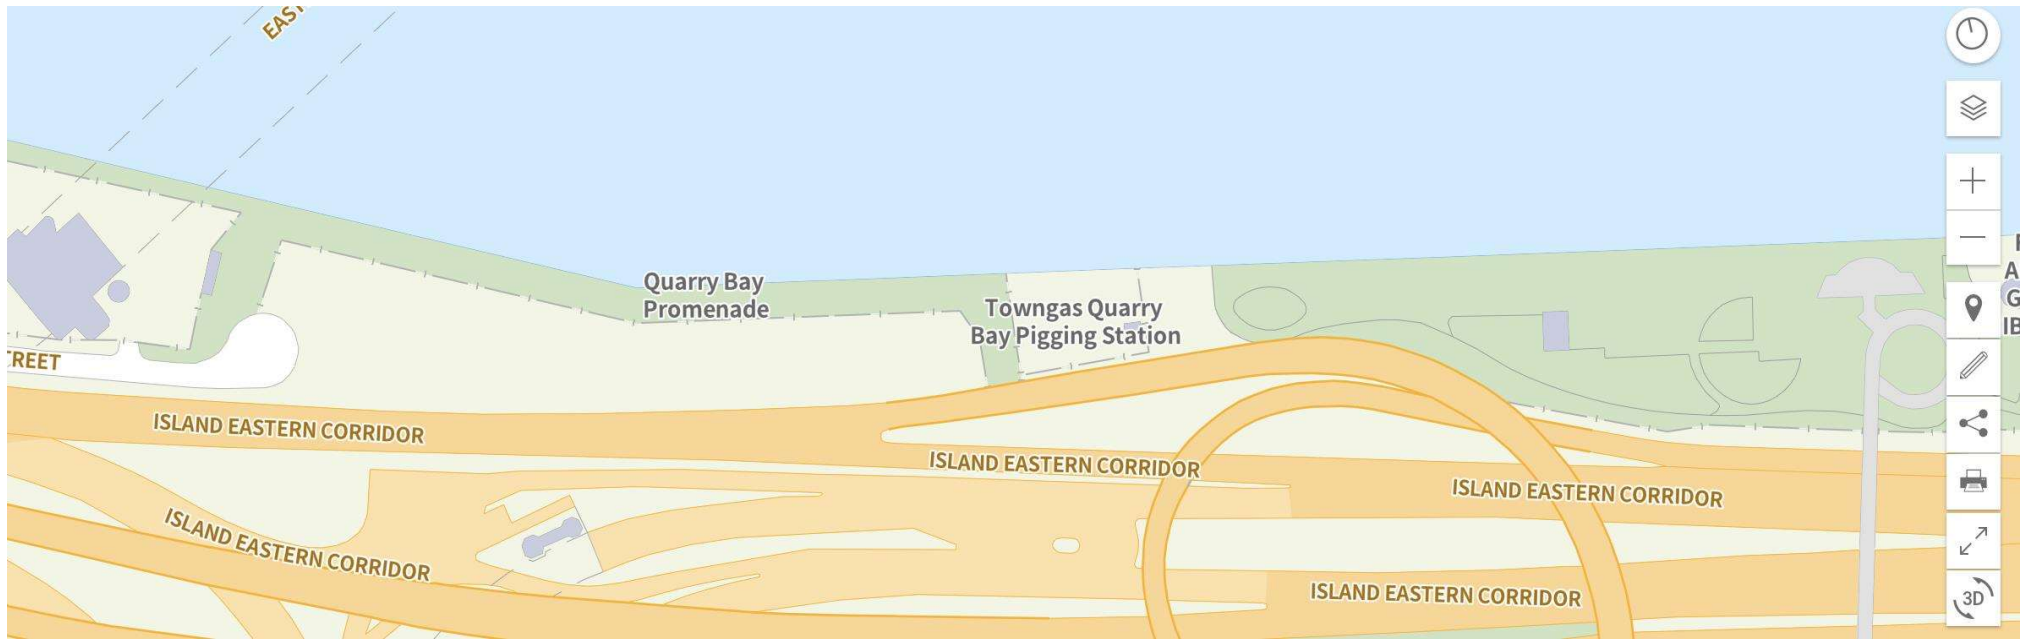 EAST
Quarry Bay
Promenade
Towngas Quarry
Bay Pigging Station
ISLAND EASTERN CORRIDOR
ISLAND EASTERN CORRIDOR
ISLAND EASTERN CORRIDOR
ISLAND EASTERN CORRIDOR
ISLAND EASTERN CORRIDOR
3D